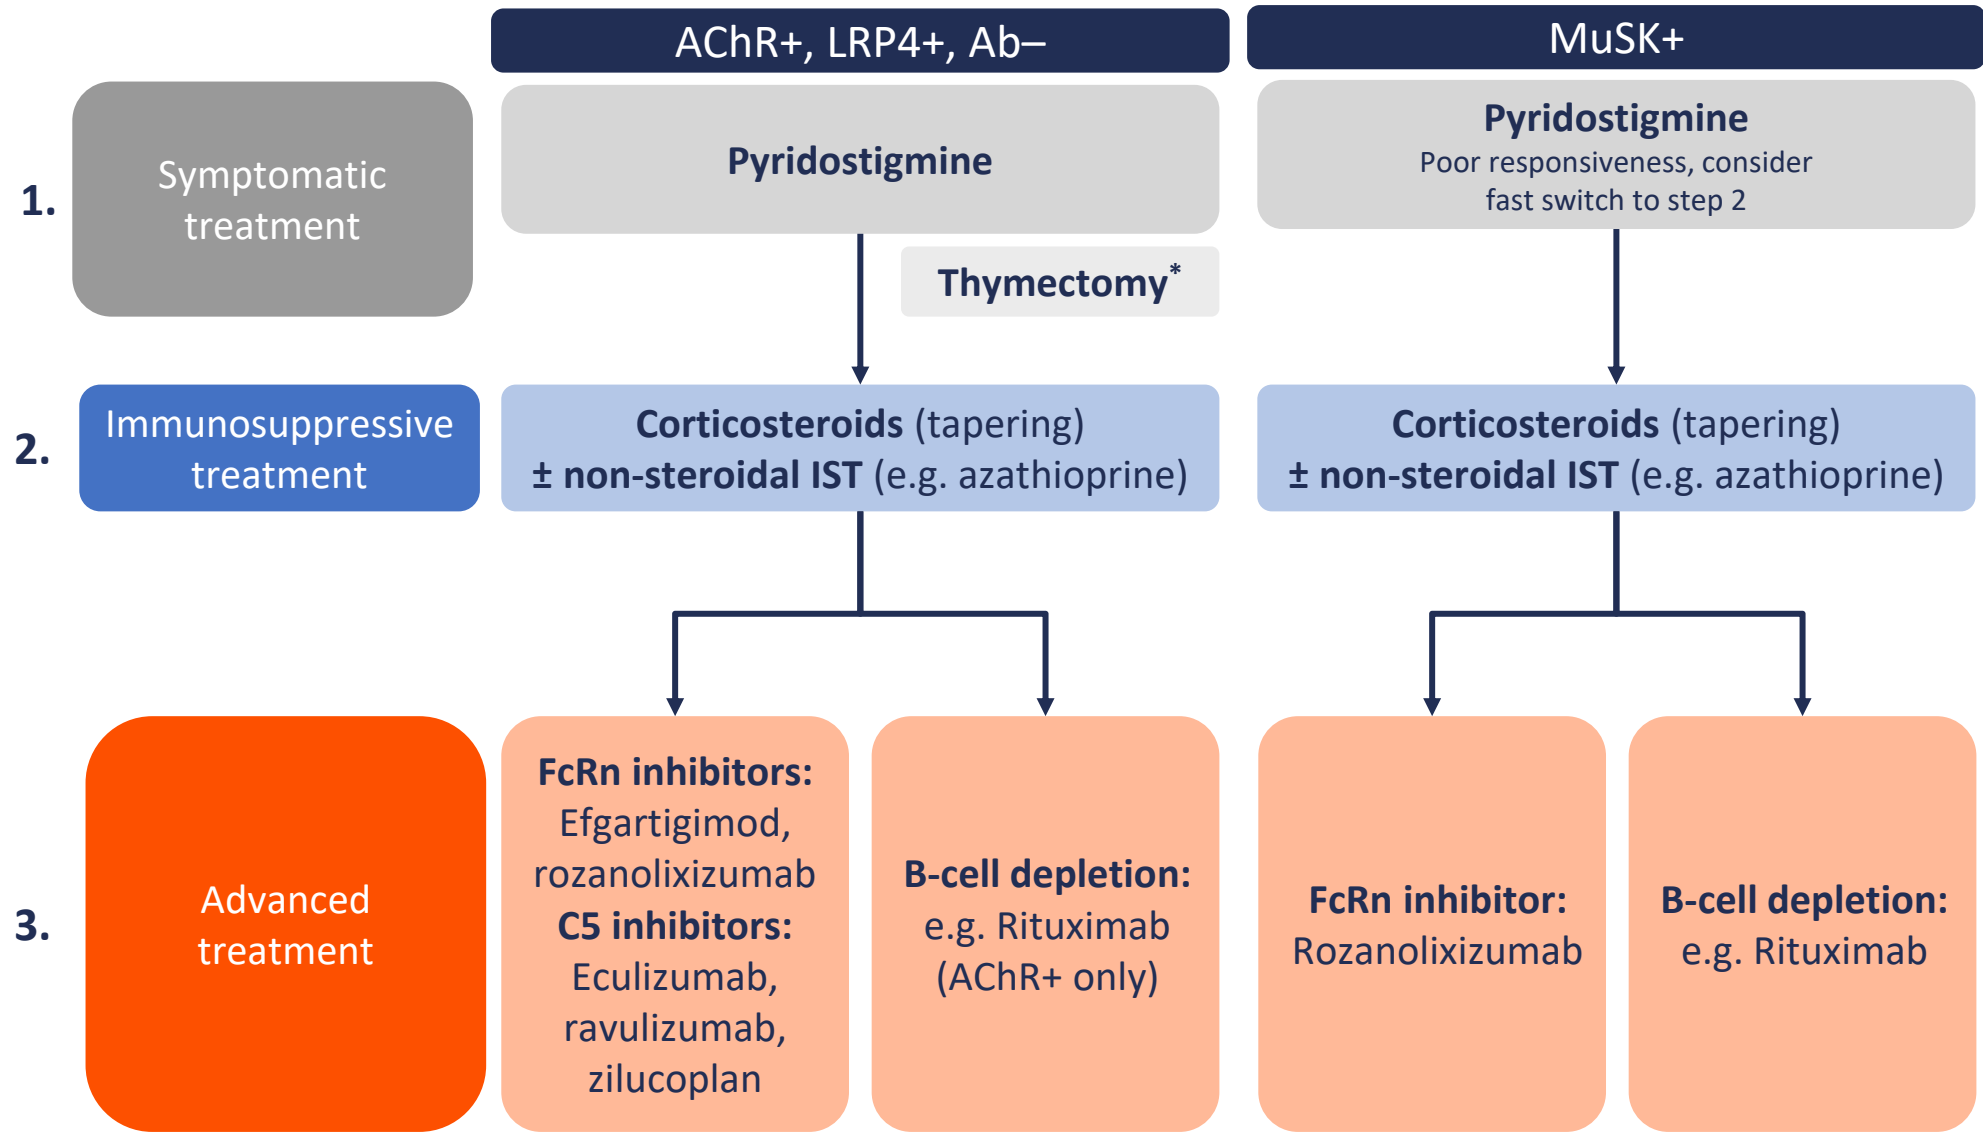 AChR+, LRP4+, Ab–
MuSK+
1.
Symptomatic
treatment
Pyridostigmine
Thymectomy*
Pyridostigmine
Poor responsiveness, consider
fast switch to step 2
2.
Immunosuppressive
treatment
Corticosteroids (tapering)
± non-steroidal IST (e.g. azathioprine)
Corticosteroids (tapering)
± non-steroidal IST (e.g. azathioprine)
3.
Advanced
treatment
FcRn inhibitors:
Efgartigimod,
rozanolixizumab
C5 inhibitors:
Eculizumab,
ravulizumab,
zilucoplan
B-cell depletion:
e.g. Rituximab
(AChR+ only)
FcRn inhibitor:
Rozanolixizumab
B-cell depletion:
e.g. Rituximab